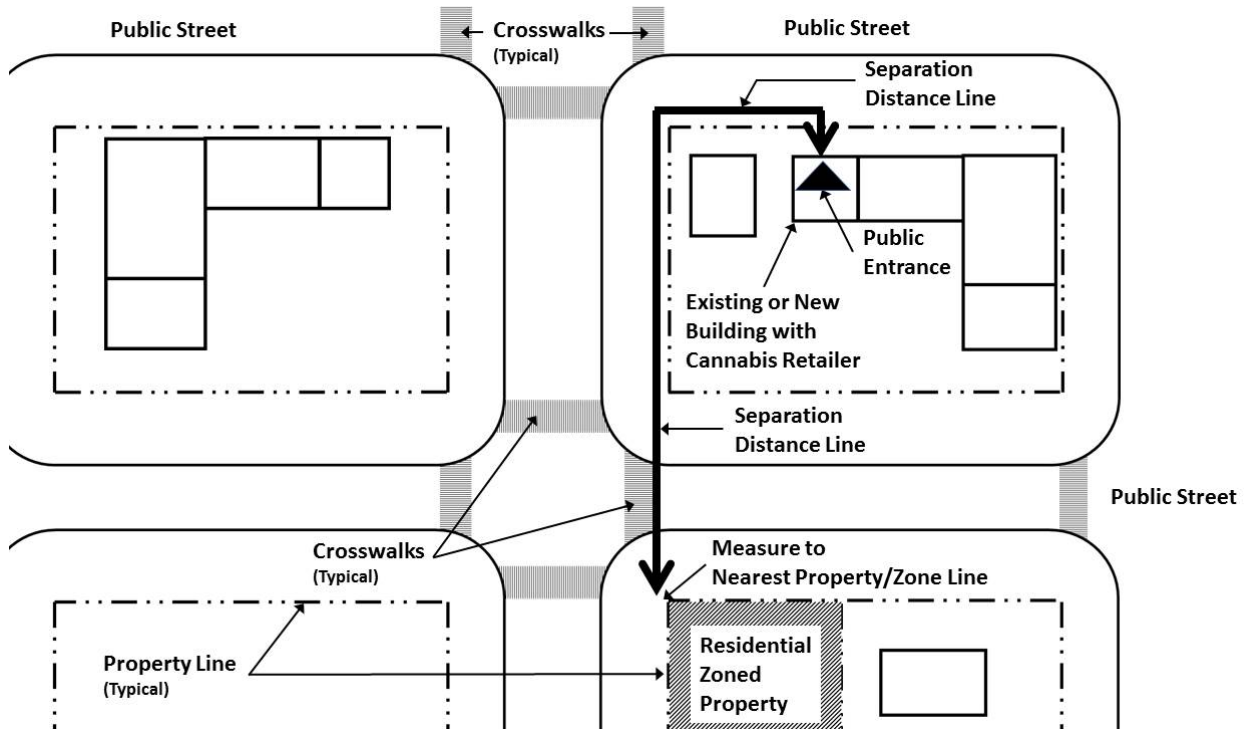 Public Street
Crosswalks
(Typical)
Public Street
Separation
Distance Line
Public
Entrance
Existing or New
Building with
Cannabis Retailer
Separation
Distance Line
Public Street
Crosswalks
(Typical)
Measure to
Nearest Property/Zone Line
Property Line
(Typical)
Residential
Zoned
Property